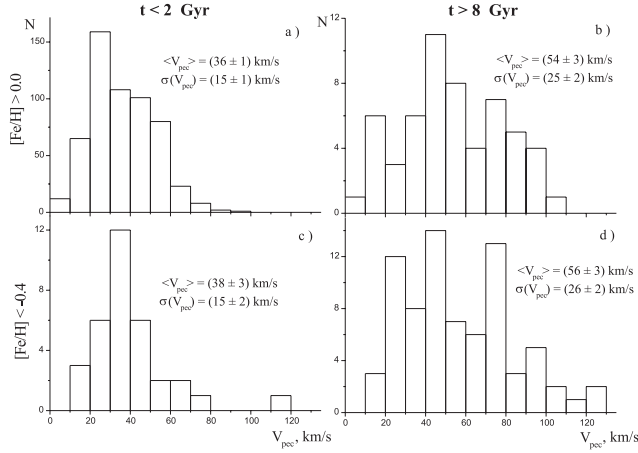 t < 2 Gyr
t > 8 Gyr
N
a )
<V_pec> = (36 ± 1) km/s
σ(V_pec) = (15 ± 1) km/s
150
100
50
0
[Fe/H] > 0.0
N
b )
<V_pec> = (54 ± 3) km/s
σ(V_pec) = (25 ± 2) km/s
12
8
4
0
c )
<V_pec> = (38 ± 3) km/s
σ(V_pec) = (15 ± 2) km/s
12
8
4
0
[Fe/H] < -0.4
0 20 40 60 80 100 120
V_pec, km/s
d )
<V_pec> = (56 ± 3) km/s
σ(V_pec) = (26 ± 2) km/s
12
8
4
0
0 20 40 60 80 100 120
V_pec, km/s